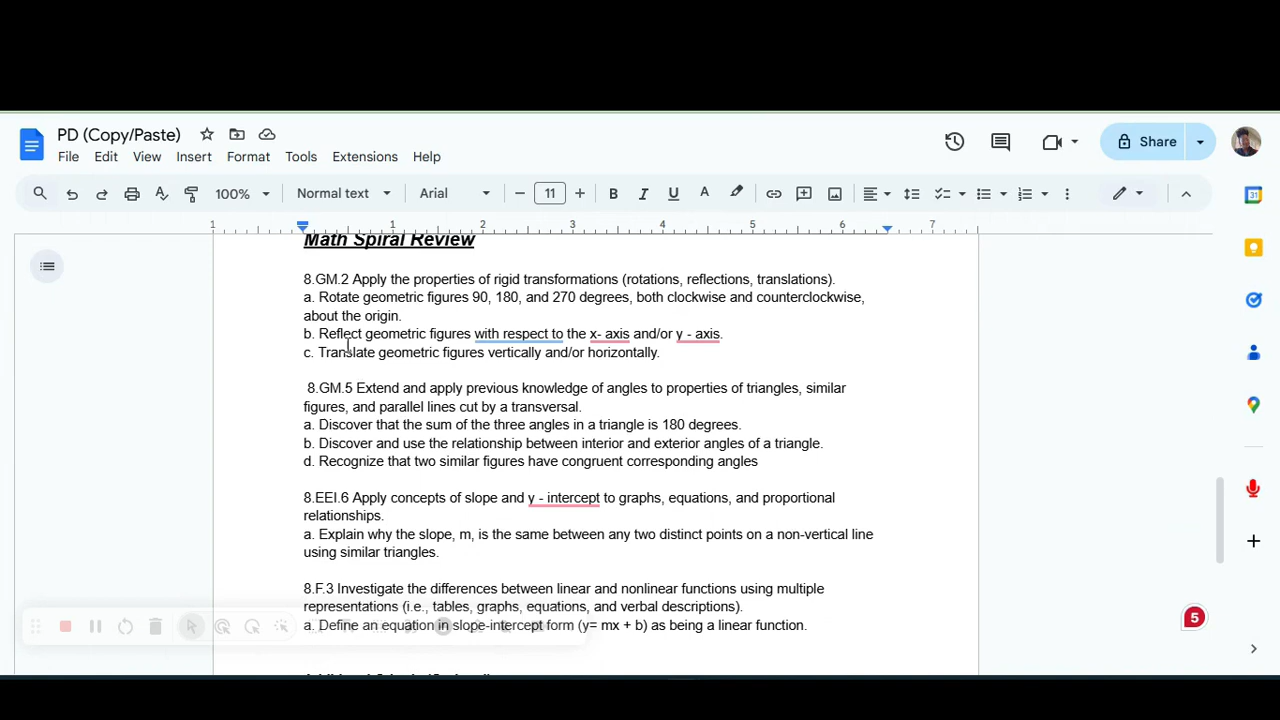 PD (Copy/Paste)
File Edit View Insert Format Tools Extensions Help
Share
100% Normal text Arial 11
1 1 2 3 4 5 6 7
Math Spiral Review
8.GM.2 Apply the properties of rigid transformations (rotations, reflections, translations).
a. Rotate geometric figures 90, 180, and 270 degrees, both clockwise and counterclockwise,
about the origin.
b. Reflect geometric figures with respect to the x- axis and/or y - axis.
c. Translate geometric figures vertically and/or horizontally.
8.GM.5 Extend and apply previous knowledge of angles to properties of triangles, similar
figures, and parallel lines cut by a transversal.
a. Discover that the sum of the three angles in a triangle is 180 degrees.
b. Discover and use the relationship between interior and exterior angles of a triangle.
d. Recognize that two similar figures have congruent corresponding angles
8.EEI.6 Apply concepts of slope and y - intercept to graphs, equations, and proportional
relationships.
a. Explain why the slope, m, is the same between any two distinct points on a non-vertical line
using similar triangles.
8.F.3 Investigate the differences between linear and nonlinear functions using multiple
representations (i.e., tables, graphs, equations, and verbal descriptions).
a. Define an equation in slope-intercept form (y= mx + b) as being a linear function.
5